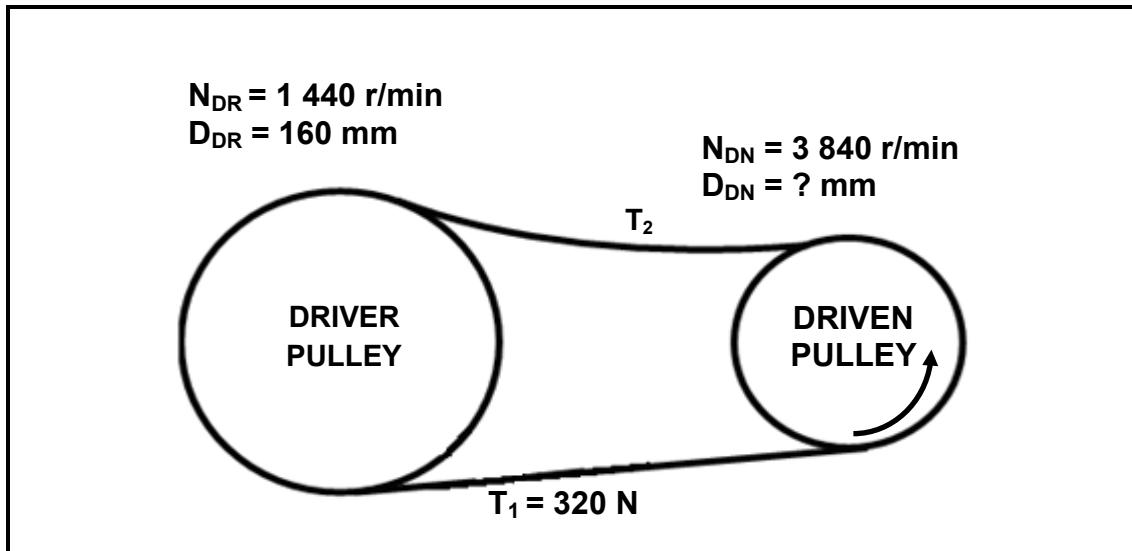 N_DR = 1 440 r/min
D_DR = 160 mm
N_DN = 3 840 r/min
D_DN = ? mm
T_2
DRIVER
PULLEY
DRIVEN
PULLEY
T_1 = 320 N